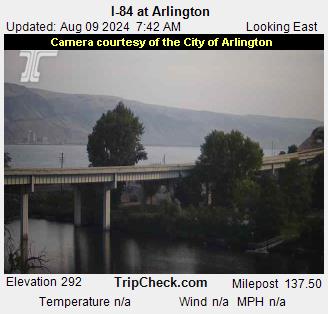 I-84 at Arlington
Updated: Aug 09 2024 7:42 AM Looking East
Camera courtesy of the City of Arlington
Elevation 292 TripCheck.com Milepost 137.50
Temperature n/a Wind n/a MPH n/a